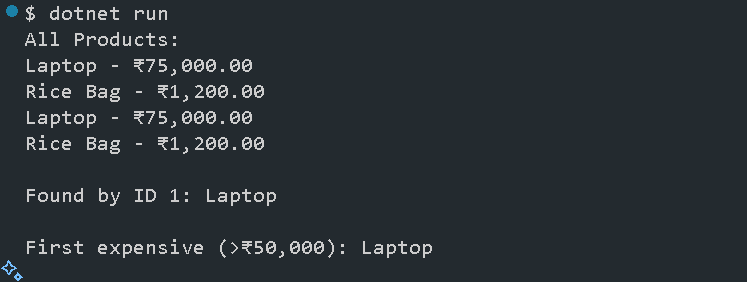 $ dotnet run
All Products:
Laptop - ₹75,000.00
Rice Bag - ₹1,200.00
Laptop - ₹75,000.00
Rice Bag - ₹1,200.00
Found by ID 1: Laptop
First expensive (>₹50,000): Laptop